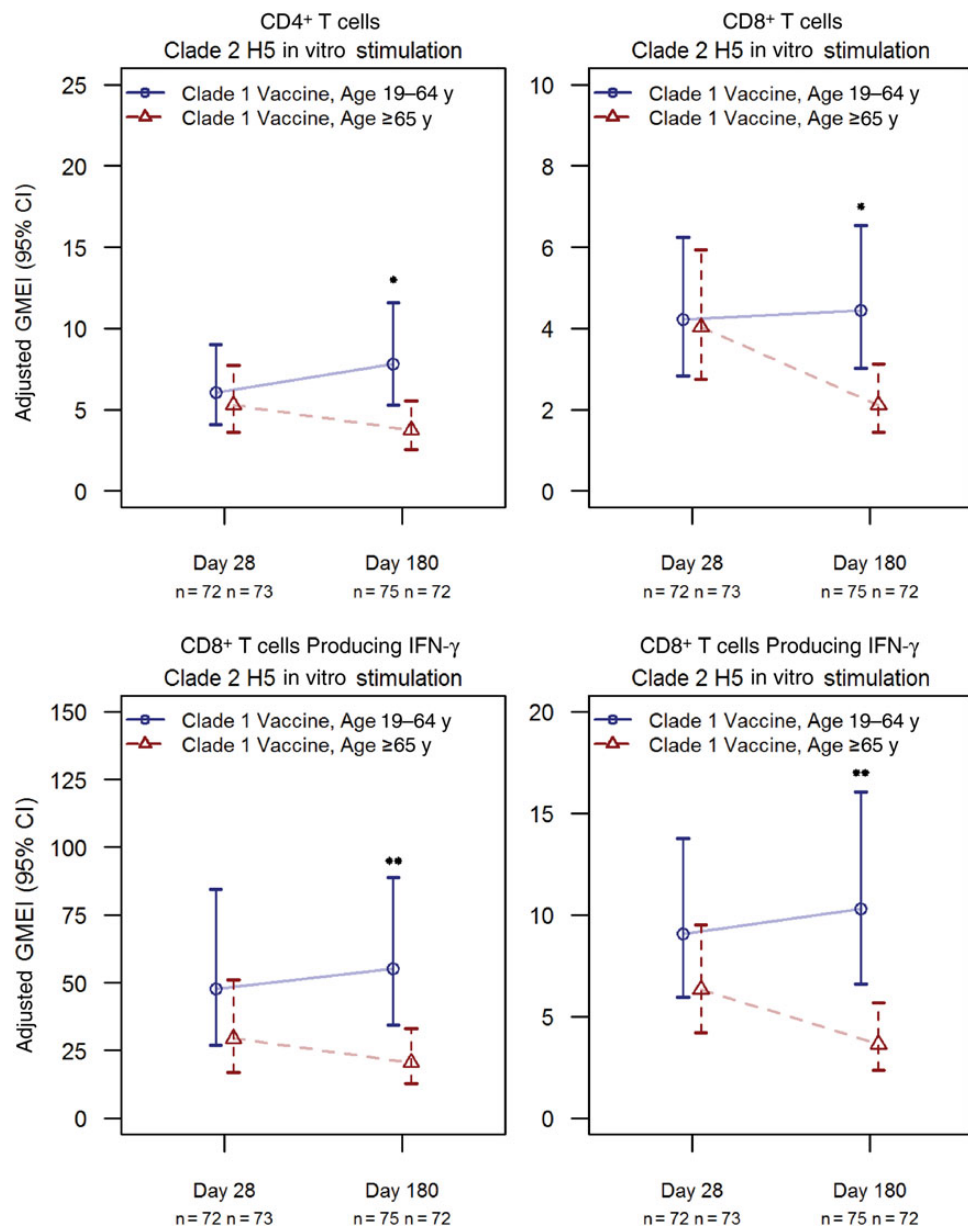 CD4⁺ T cells
Clade 2 H5 in vitro stimulation
25
20
15
10
5
0
Adjusted GMEI (95% CI)
Clade 1 Vaccine, Age 19–64 y
Clade 1 Vaccine, Age ≥65 y
*
Day 28
Day 180
n = 72 n = 73
n = 75 n = 72
CD8⁺ T cells
Clade 2 H5 in vitro stimulation
10
8
6
4
2
0
Clade 1 Vaccine, Age 19–64 y
Clade 1 Vaccine, Age ≥65 y
*
Day 28
Day 180
n = 72 n = 73
n = 75 n = 72
CD8⁺ T cells Producing IFN-γ
Clade 2 H5 in vitro stimulation
150
125
100
75
50
25
0
Adjusted GMEI (95% CI)
Clade 1 Vaccine, Age 19–64 y
Clade 1 Vaccine, Age ≥65 y
**
Day 28
Day 180
n = 72 n = 73
n = 75 n = 72
CD8⁺ T cells Producing IFN-γ
Clade 2 H5 in vitro stimulation
20
15
10
5
0
Clade 1 Vaccine, Age 19–64 y
Clade 1 Vaccine, Age ≥65 y
**
Day 28
Day 180
n = 72 n = 73
n = 75 n = 72